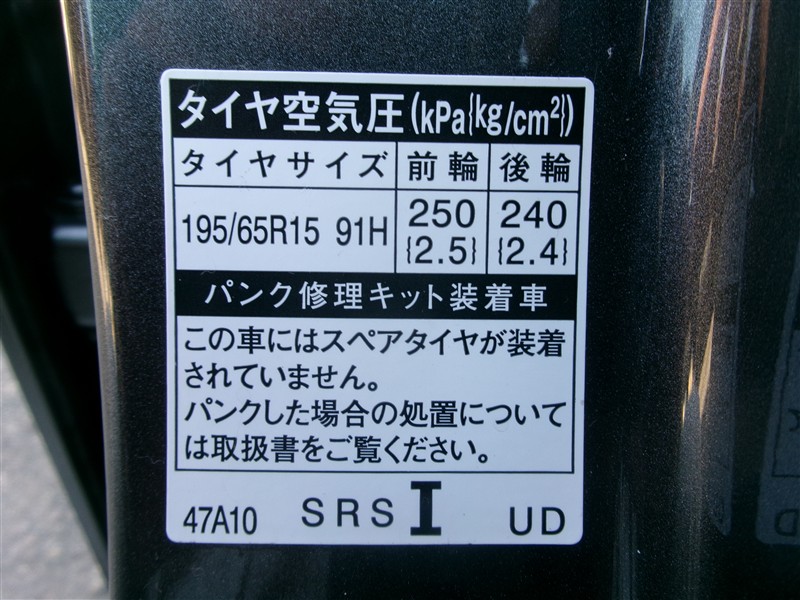 タイヤ空気圧(kPa{kg/cm²})
タイヤサイズ 前輪 後輪
195/65R15 91H 250 240
{2.5} {2.4}
パンク修理キット装着車
この車にはスペアタイヤが装着
されていません。
パンクした場合の処置について
は取扱書をご覧ください。
47A10 SRS I UD